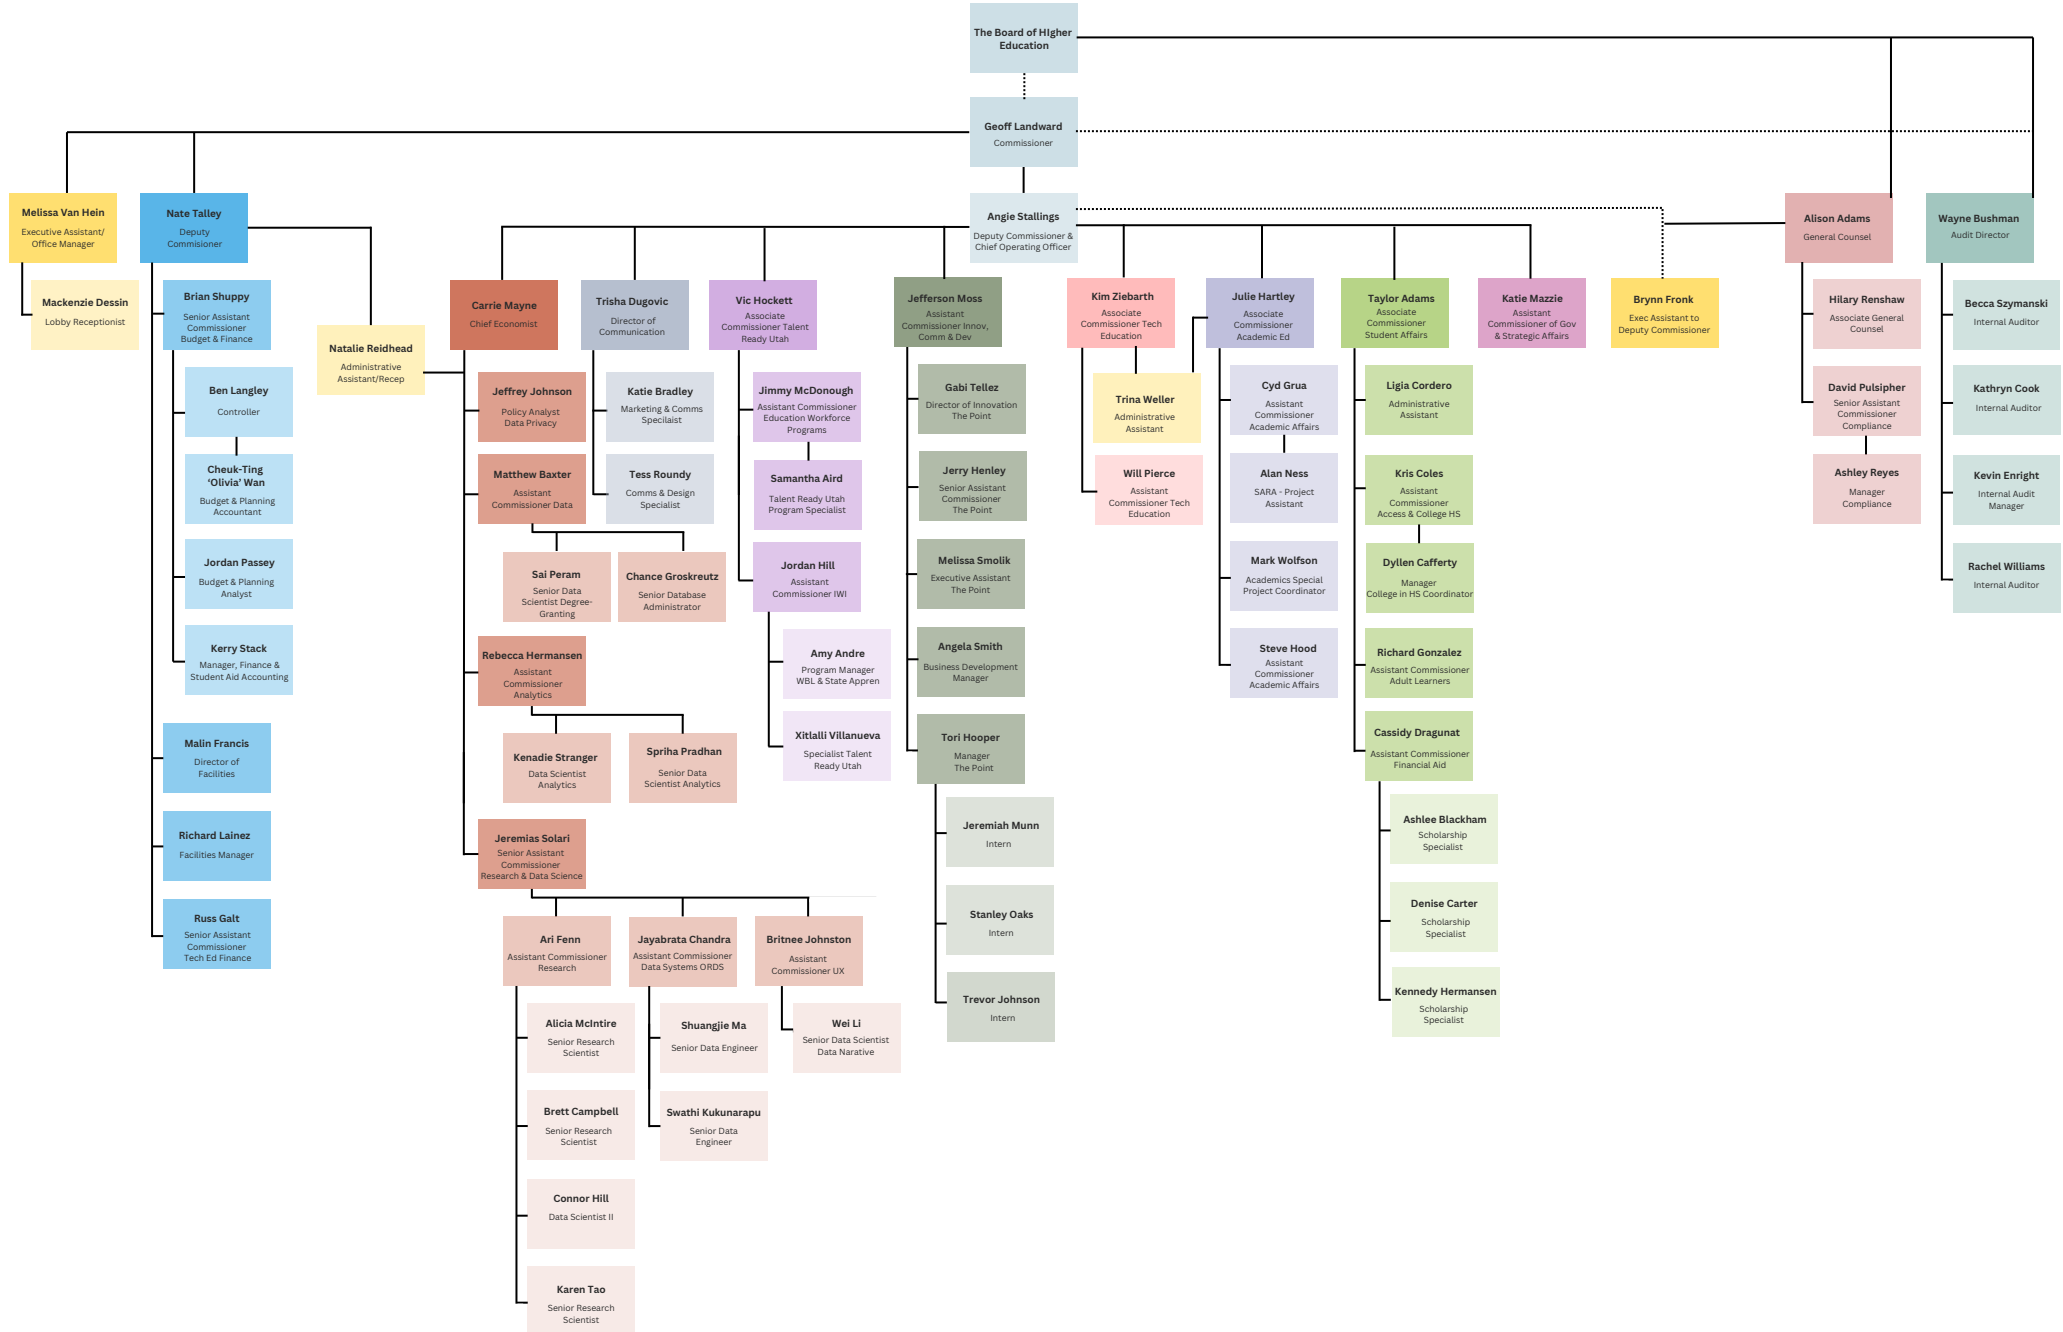 The Board of HIgher
Education
Geoff Landward
Commissioner
Melissa Van Hein
Executive Assistant/
Office Manager
Mackenzie Dessin
Lobby Receptionist
Nate Talley
Deputy
Commisioner
Brian Shuppy
Senior Assistant
Commissioner
Budget & Finance
Ben Langley
Controller
Cheuk-Ting
‘Olivia’ Wan
Budget & Planning
Accountant
Jordan Passey
Budget & Planning
Analyst
Kerry Stack
Manager, Finance &
Student Aid Accounting
Malin Francis
Director of
Facilities
Richard Lainez
Facilities Manager
Russ Galt
Senior Assistant
Commissioner
Tech Ed Finance
Natalie Reidhead
Administrative
Assistant/Recep
Angie Stallings
Deputy Commissioner &
Chief Operating Officer
Carrie Mayne
Chief Economist
Jeffrey Johnson
Policy Analyst
Data Privacy
Matthew Baxter
Assistant
Commissioner Data
Sai Peram
Senior Data
Scientist Degree-
Granting
Chance Groskreutz
Senior Database
Administrator
Rebecca Hermansen
Assistant
Commissioner
Analytics
Kenadie Stranger
Data Scientist
Analytics
Spriha Pradhan
Senior Data
Scientist Analytics
Jeremias Solari
Senior Assistant
Commissioner
Research & Data Science
Ari Fenn
Assistant Commissioner
Research
Alicia McIntire
Senior Research
Scientist
Brett Campbell
Senior Research
Scientist
Connor Hill
Data Scientist II
Karen Tao
Senior Research
Scientist
Jayabrata Chandra
Assistant Commissioner
Data Systems ORDS
Shuangjie Ma
Senior Data Engineer
Swathi Kukunarapu
Senior Data
Engineer
Britnee Johnston
Assistant
Commissioner UX
Wei Li
Senior Data Scientist
Data Narative
Trisha Dugovic
Director of
Communication
Katie Bradley
Marketing & Comms
Specilaist
Tess Roundy
Comms & Design
Specialist
Vic Hockett
Associate
Commissioner Talent
Ready Utah
Jimmy McDonough
Assistant Commissioner
Education Workforce
Programs
Samantha Aird
Talent Ready Utah
Program Specialist
Jordan Hill
Assistant
Commissioner IWI
Amy Andre
Program Manager
WBL & State Appren
Xitlalli Villanueva
Specialist Talent
Ready Utah
Jefferson Moss
Assistant
Commissioner Innov,
Comm & Dev
Gabi Tellez
Director of Innovation
The Point
Jerry Henley
Senior Assistant
Commissioner
The Point
Melissa Smolik
Executive Assistant
The Point
Angela Smith
Business Development
Manager
Tori Hooper
Manager
The Point
Jeremiah Munn
Intern
Stanley Oaks
Intern
Trevor Johnson
Intern
Kim Ziebarth
Associate
Commissioner Tech
Education
Trina Weller
Administrative
Assistant
Will Pierce
Assistant
Commissioner Tech
Education
Julie Hartley
Associate
Commissioner
Academic Ed
Cyd Grua
Assistant
Commissioner
Academic Affairs
Alan Ness
SARA - Project
Assistant
Mark Wolfson
Academics Special
Project Coordinator
Steve Hood
Assistant
Commissioner
Academic Affairs
Taylor Adams
Associate
Commissioner
Student Affairs
Ligia Cordero
Administrative
Assistant
Kris Coles
Assistant
Commissioner
Access & College HS
Dyllen Cafferty
Manager
College in HS Coordinator
Richard Gonzalez
Assistant Commissioner
Adult Learners
Cassidy Dragunat
Assistant Commissioner
Financial Aid
Ashlee Blackham
Scholarship
Specialist
Denise Carter
Scholarship
Specialist
Kennedy Hermansen
Scholarship
Specialist
Katie Mazzie
Assistant
Commissioner of Gov
& Strategic Affairs
Brynn Fronk
Exec Assistant to
Deputy Commissioner
Alison Adams
General Counsel
Hilary Renshaw
Associate General
Counsel
David Pulsipher
Senior Assistant
Commissioner
Compliance
Ashley Reyes
Manager
Compliance
Wayne Bushman
Audit Director
Becca Szymanski
Internal Auditor
Kathryn Cook
Internal Auditor
Kevin Enright
Internal Audit
Manager
Rachel Williams
Internal Auditor